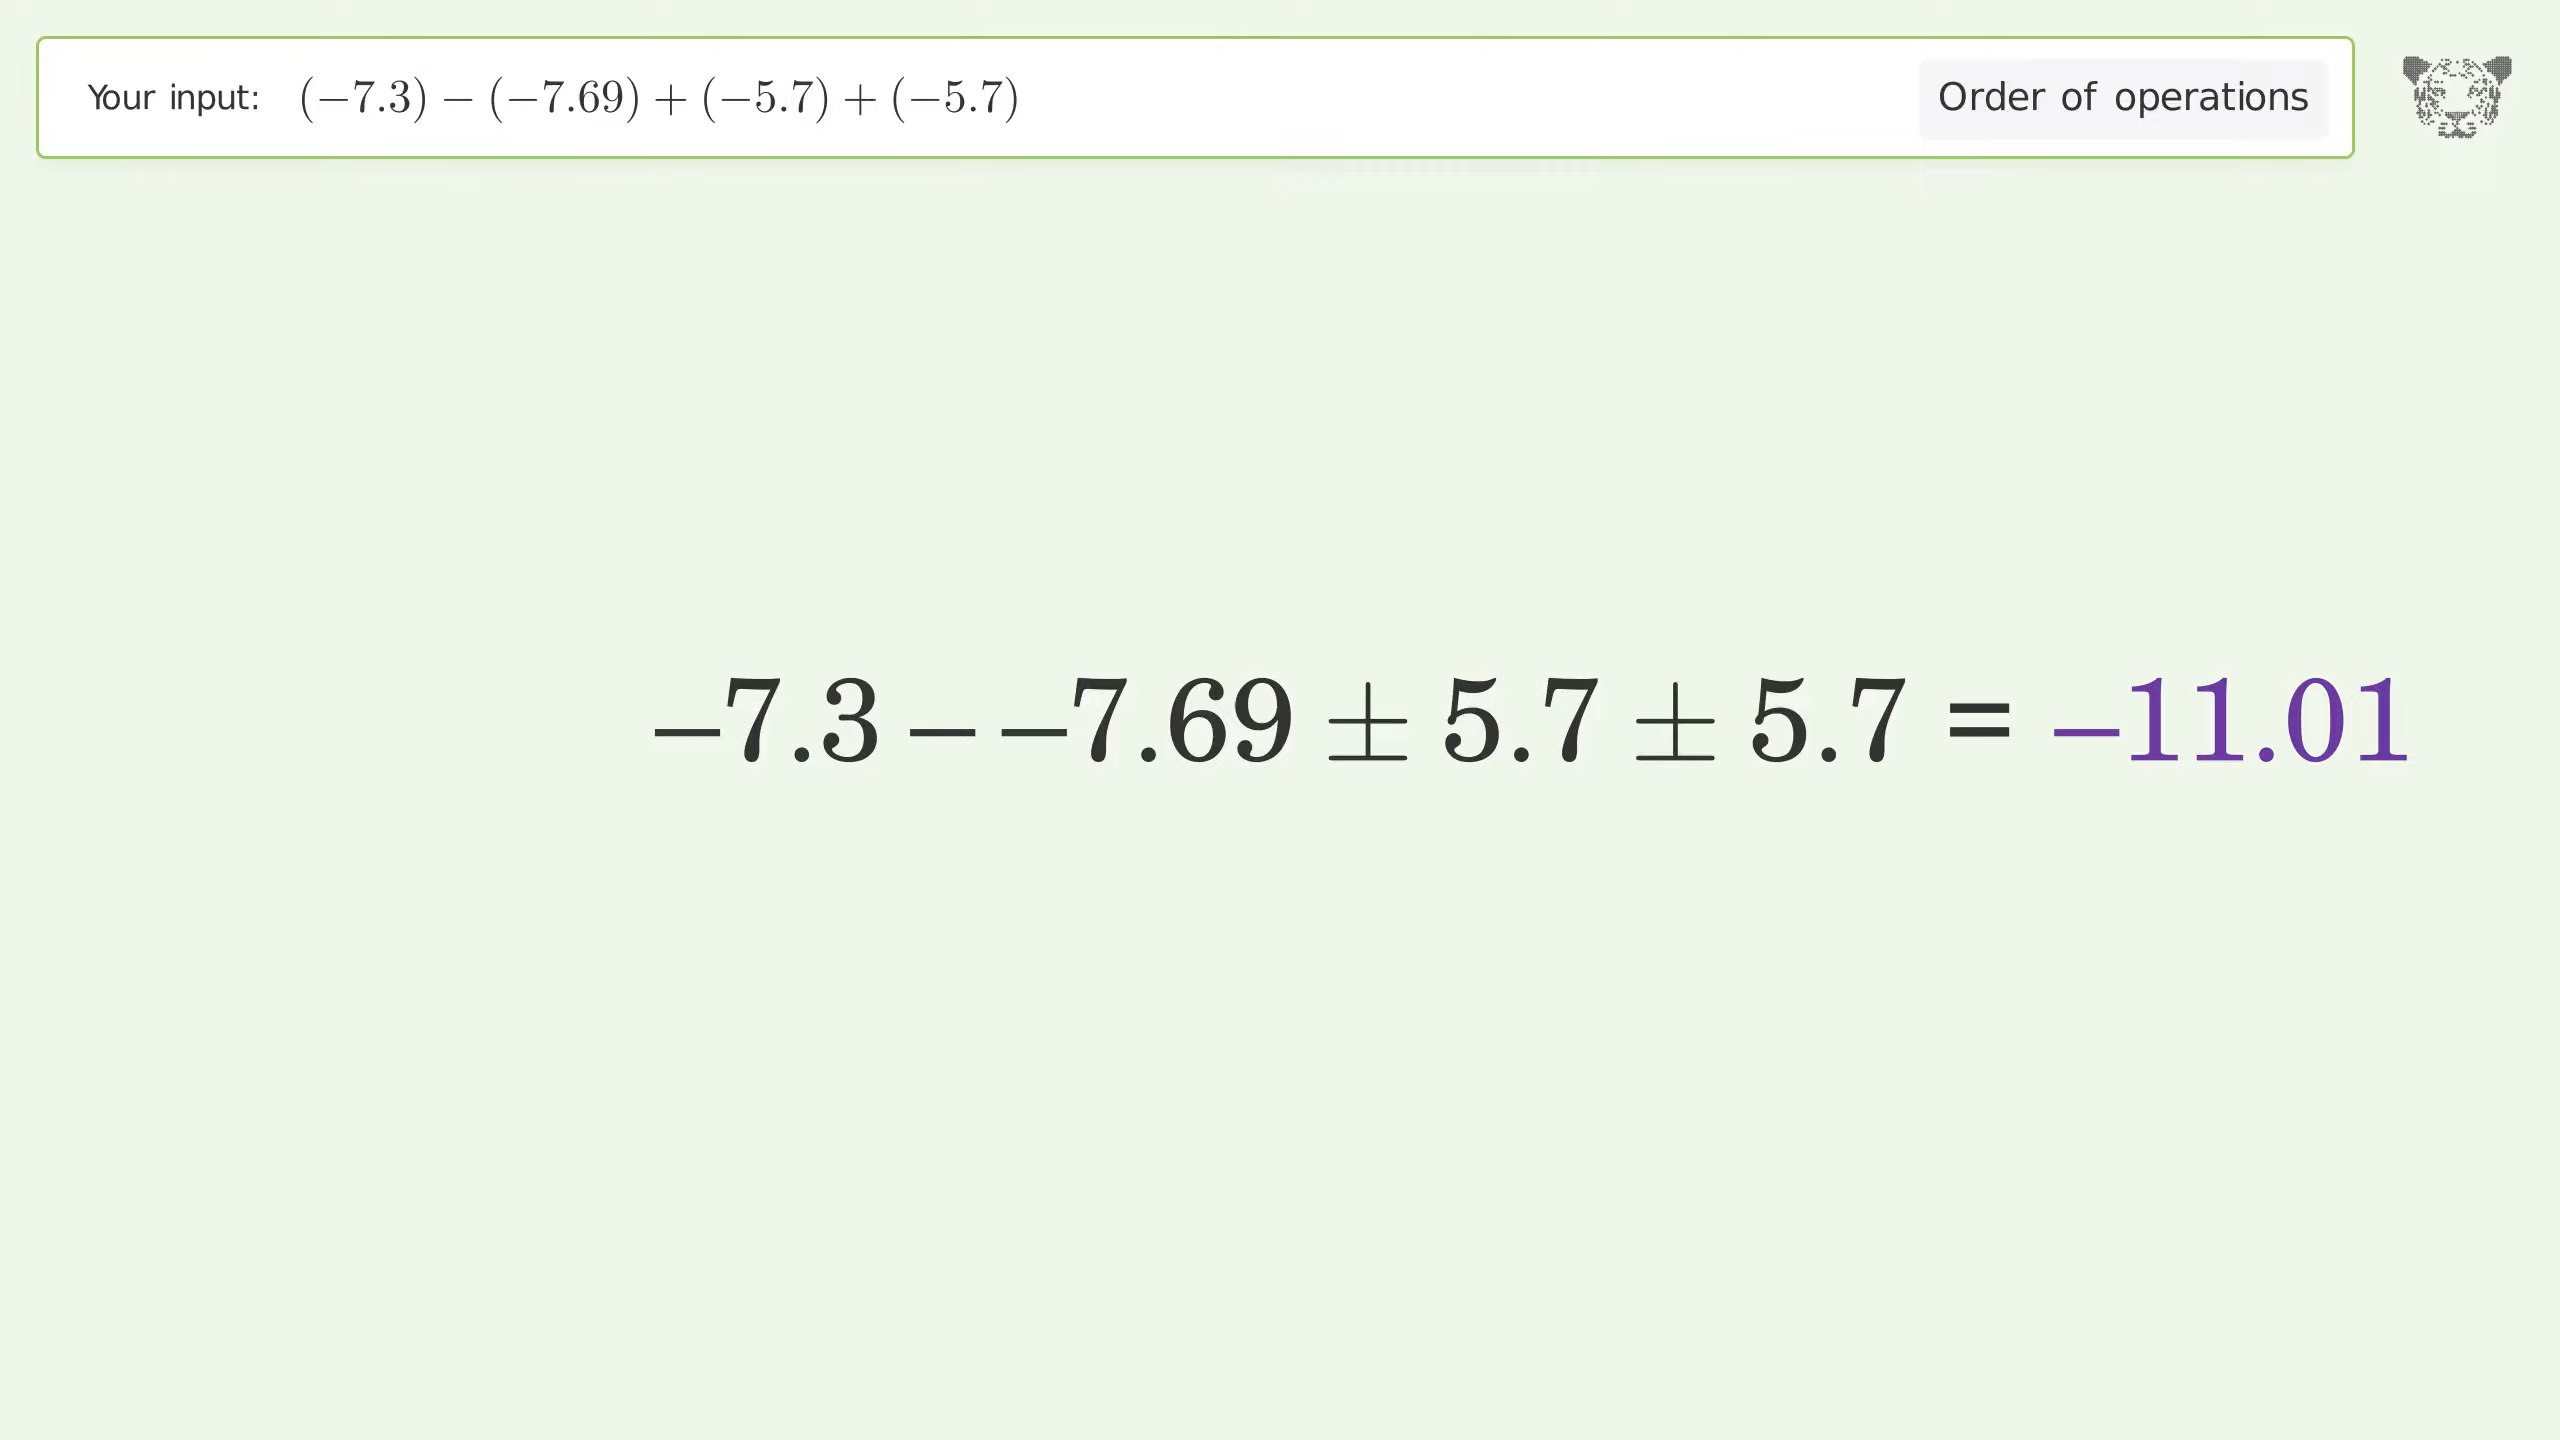 Your input: (−7.3) − (−7.69) + (−5.7) + (−5.7) Order of operations
−7.3 − −7.69 ± 5.7 ± 5.7 = −11.01